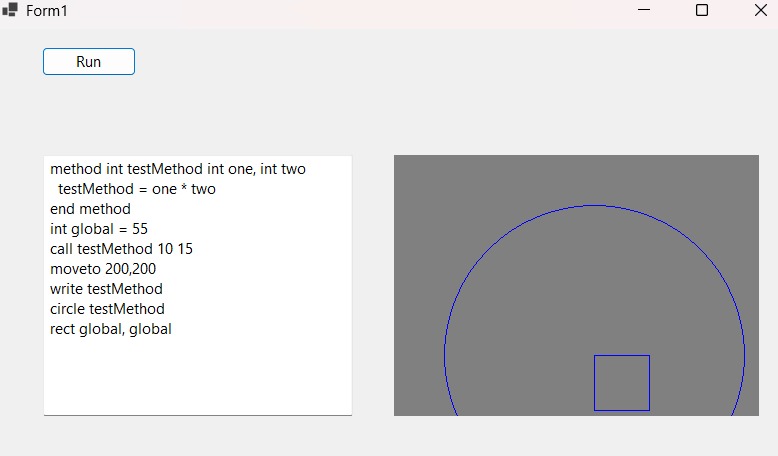 Form1
Run
method int testMethod int one, int two
  testMethod = one * two
end method
int global = 55
call testMethod 10 15
moveto 200,200
write testMethod
circle testMethod
rect global, global